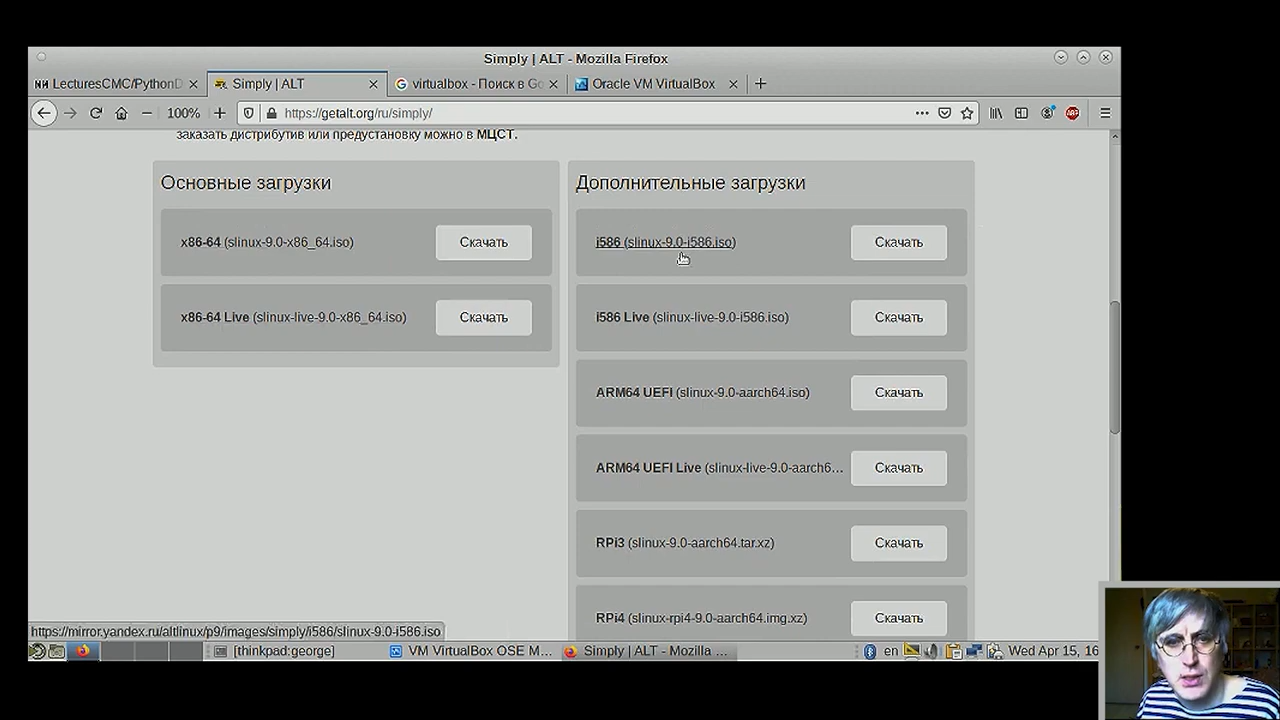 Simply | ALT - Mozilla Firefox
LecturesCMC/PythonD
Simply | ALT
virtualbox - Поиск в Go
Oracle VM VirtualBox
100%
https://getalt.org/ru/simply/
заказать дистрибутив или предустановку можно в МЦСТ.
Основные загрузки
x86-64 (slinux-9.0-x86_64.iso) Скачать
x86-64 Live (slinux-live-9.0-x86_64.iso) Скачать
Дополнительные загрузки
i586 (slinux-9.0-i586.iso) Скачать
i586 Live (slinux-live-9.0-i586.iso) Скачать
ARM64 UEFI (slinux-9.0-aarch64.iso) Скачать
ARM64 UEFI Live (slinux-live-9.0-aarch6... Скачать
RPi3 (slinux-9.0-aarch64.tar.xz) Скачать
RPi4 (slinux-rpi4-9.0-aarch64.img.xz) Скачать
https://mirror.yandex.ru/altlinux/p9/images/simply/i586/slinux-9.0-i586.iso
[thinkpad:george]
VM VirtualBox OSE M...
Simply | ALT - Mozilla ...
en
Wed Apr 15, 16